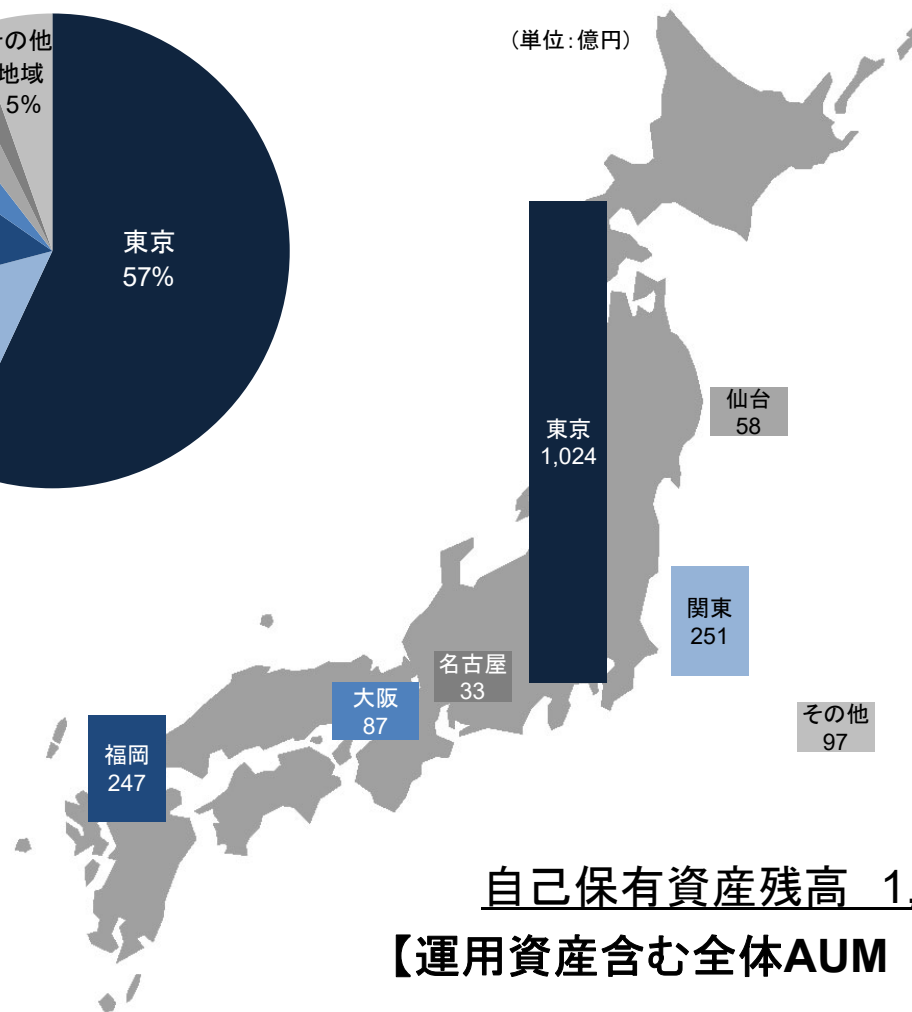 の他
地域
5%
東京
57%
（単位：億円）
東京
1,024
仙台
58
関東
251
名古屋
33
大阪
87
福岡
247
その他
97
自己保有資産残高 1
【運用資産含む全体AUM